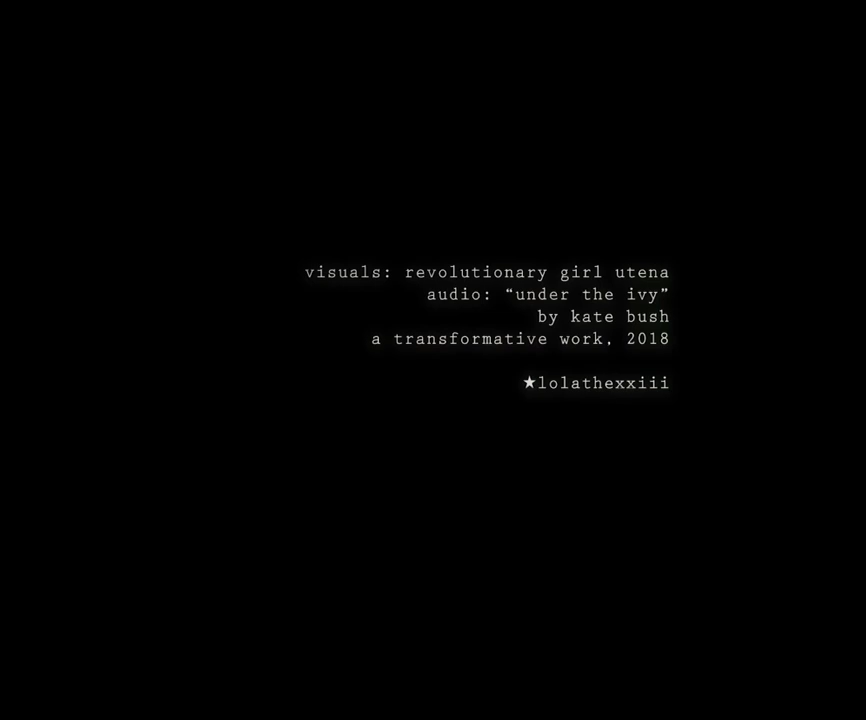 visuals: revolutionary girl utena
audio: “under the ivy”
by kate bush
a transformative work, 2018
★lolathexxiii